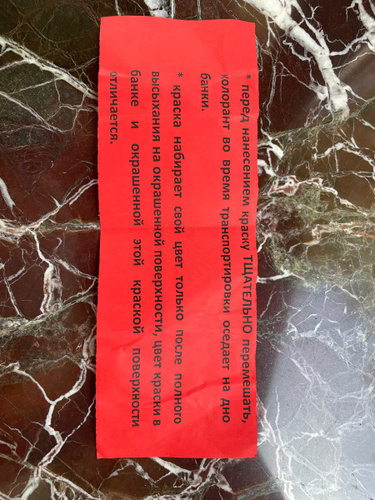 * перед нанесением краску ТЩАТЕЛЬНО перемешать,
колорант во время транспортировки оседает на дно
банки.
* краска набирает свой цвет только после полного
высыхания на окрашенной поверхности, цвет краски в
банке и окрашенной этой краской поверхности
отличается.